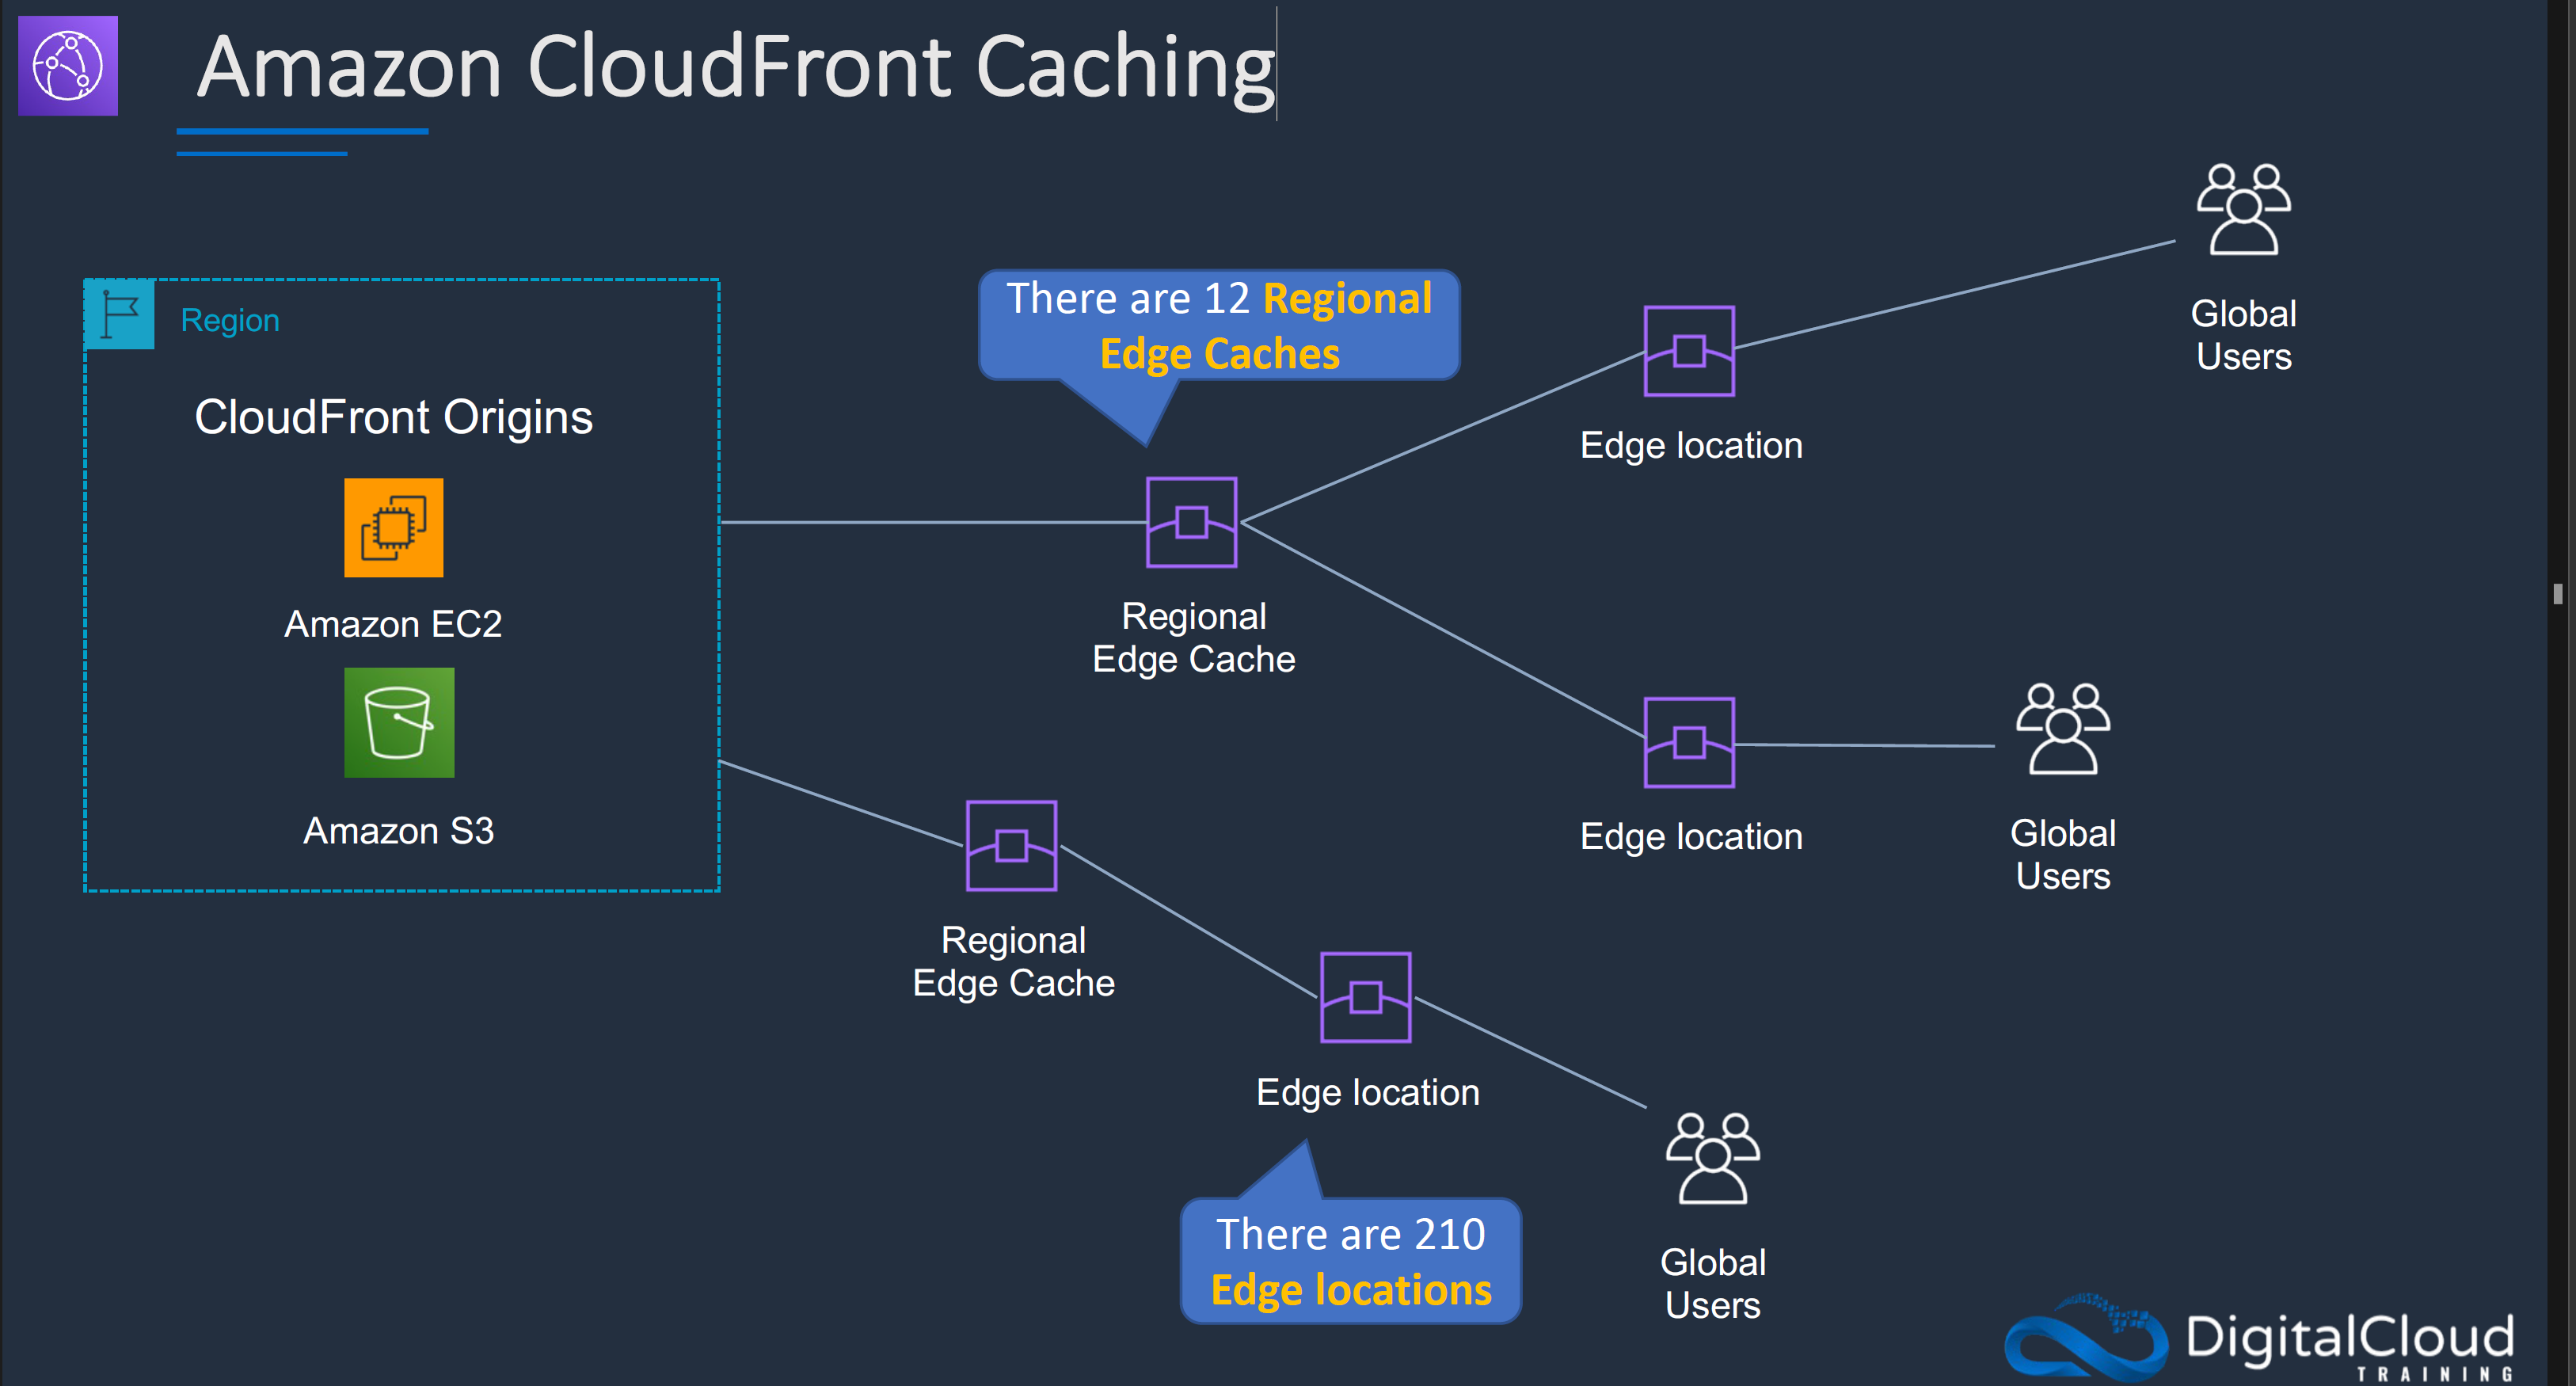 Amazon CloudFront Caching
Region
CloudFront Origins
Amazon EC2
Amazon S3
There are 12 Regional
Edge Caches
Regional
Edge Cache
Regional
Edge Cache
Edge location
Edge location
Edge location
There are 210
Edge locations
Global
Users
Global
Users
Global
Users
DigitalCloud
TRAINING